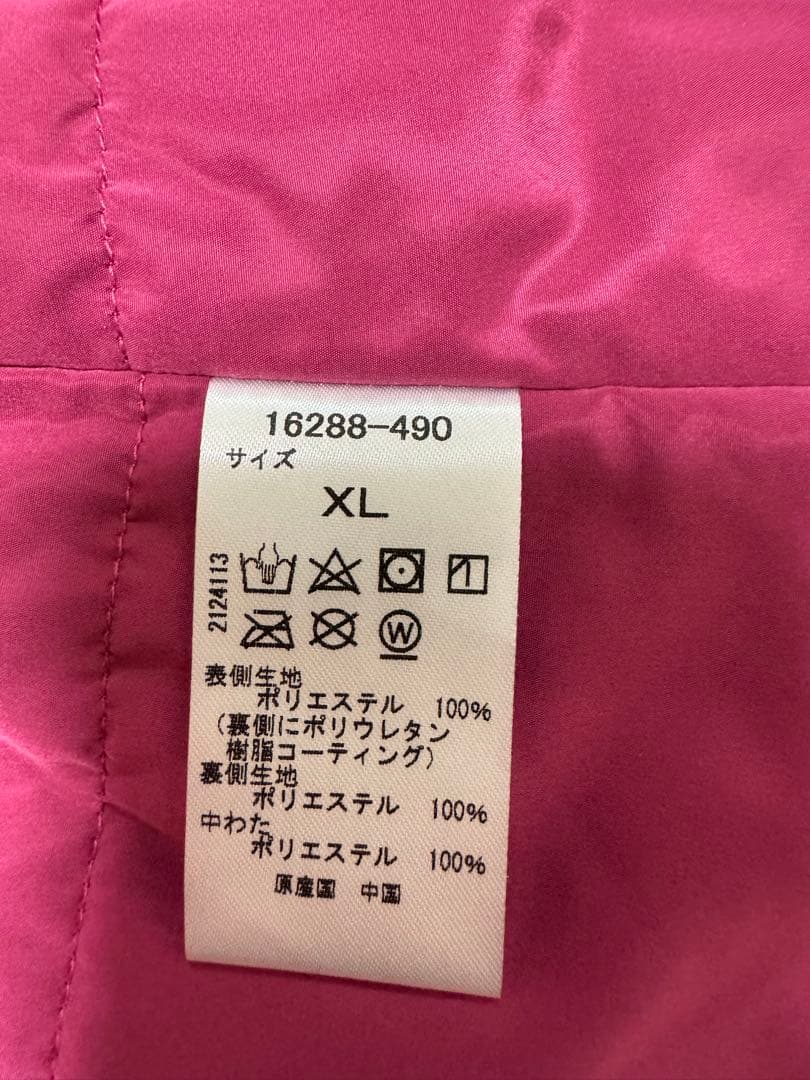 16288-490
サイズ
XL
2124113
W
表側生地
ポリエステル 100%
(裏側にポリウレタン
樹脂コーティング)
裏側生地
ポリエステル 100%
中わた
ポリエステル 100%
原産国 中国